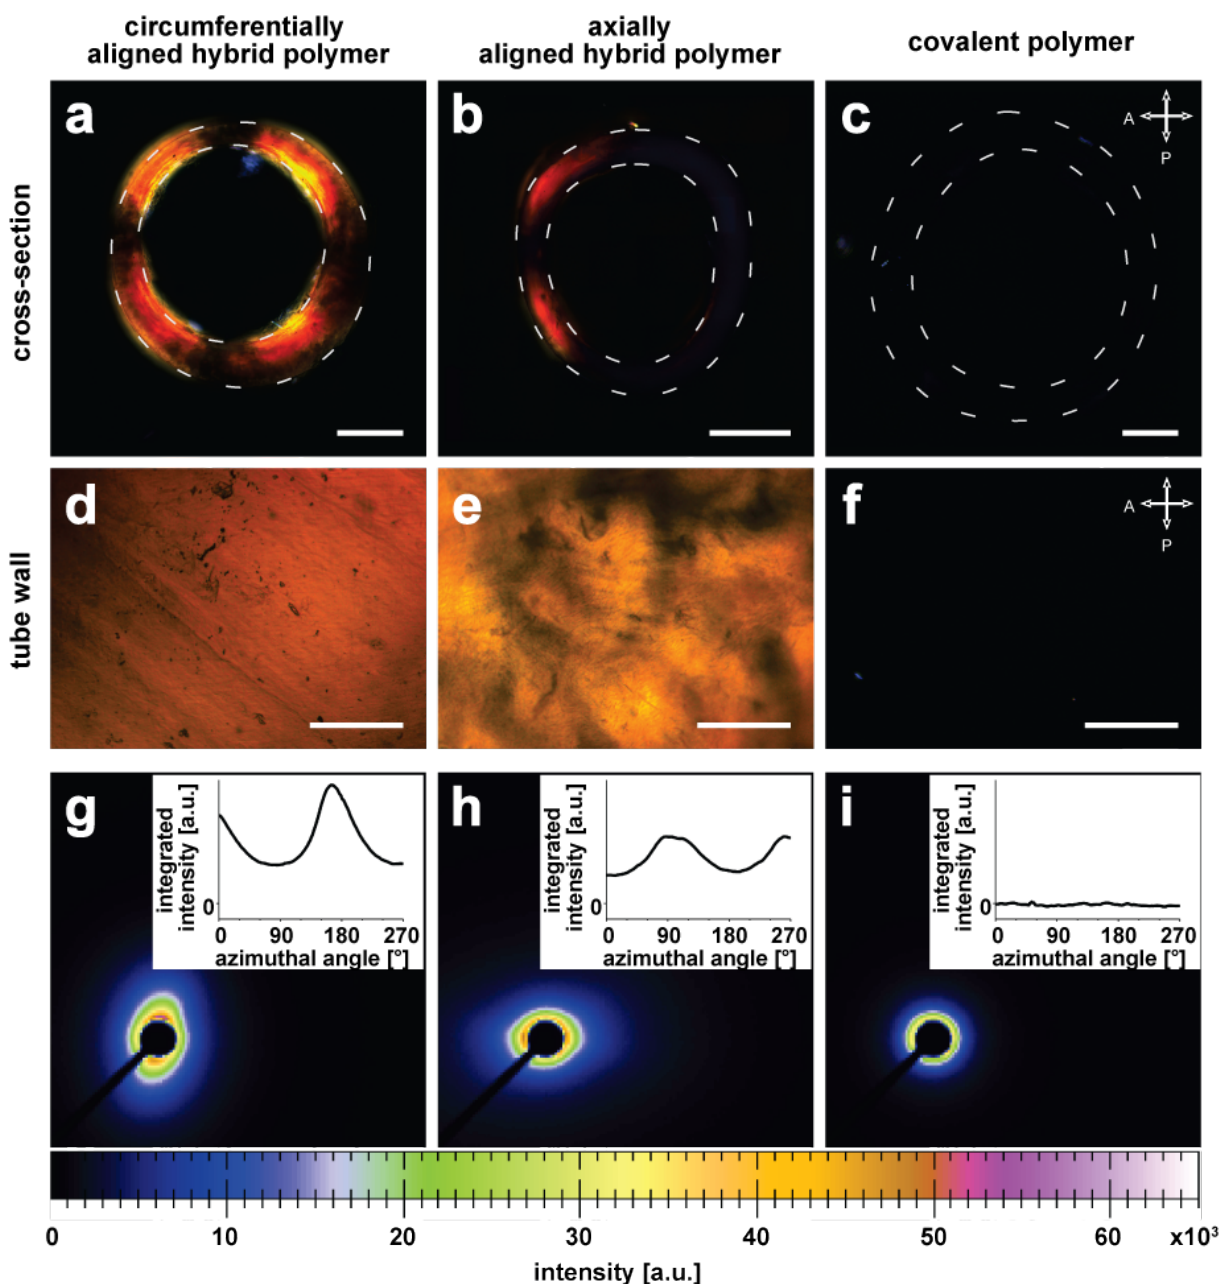 circumferentially
aligned hybrid polymer
axially
aligned hybrid polymer
covalent polymer
cross-section
a
b
c
A
P
tube wall
d
e
f
A
P
g
integrated
intensity [a.u.]
0
0 90 180 270
azimuthal angle [°]
h
integrated
intensity [a.u.]
0
0 90 180 270
azimuthal angle [°]
i
integrated
intensity [a.u.]
0
0 90 180 270
azimuthal angle [°]
0 10 20 30 40 50 60 x10³
intensity [a.u.]